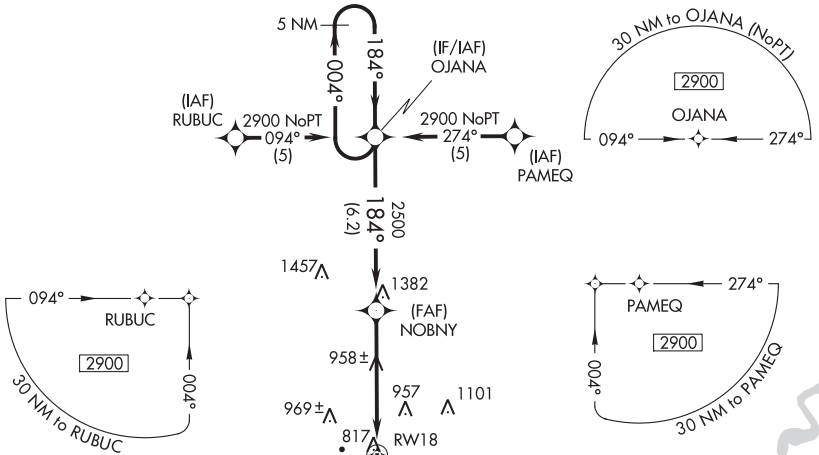 5 NM
184°
004°
(IF/IAF)
OJANA
(IAF)
RUBUC
2900 NoPT
094°
(5)
2900 NoPT
274°
(5)
(IAF)
PAMEQ
30 NM to OJANA (NoPT)
2900
OJANA
094°
274°
2500
184°
(6.2)
1457
1382
(FAF)
NOBNY
958±
957
1101
969±
817
RW18
094°
RUBUC
2900
004°
30 NM to RUBUC
PAMEQ
274°
2900
004°
30 NM to PAMEQ